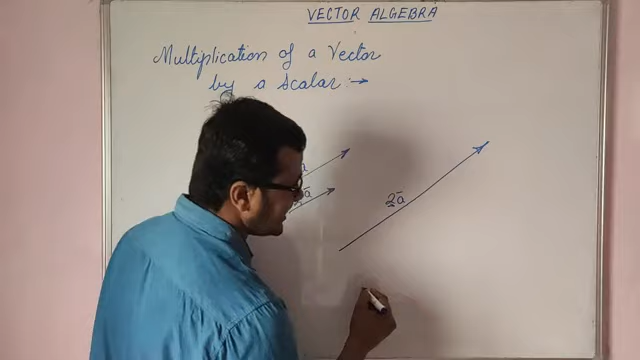 VECTOR ALGEBRA
Multiplication of a Vector
by a scalar :→
2ā